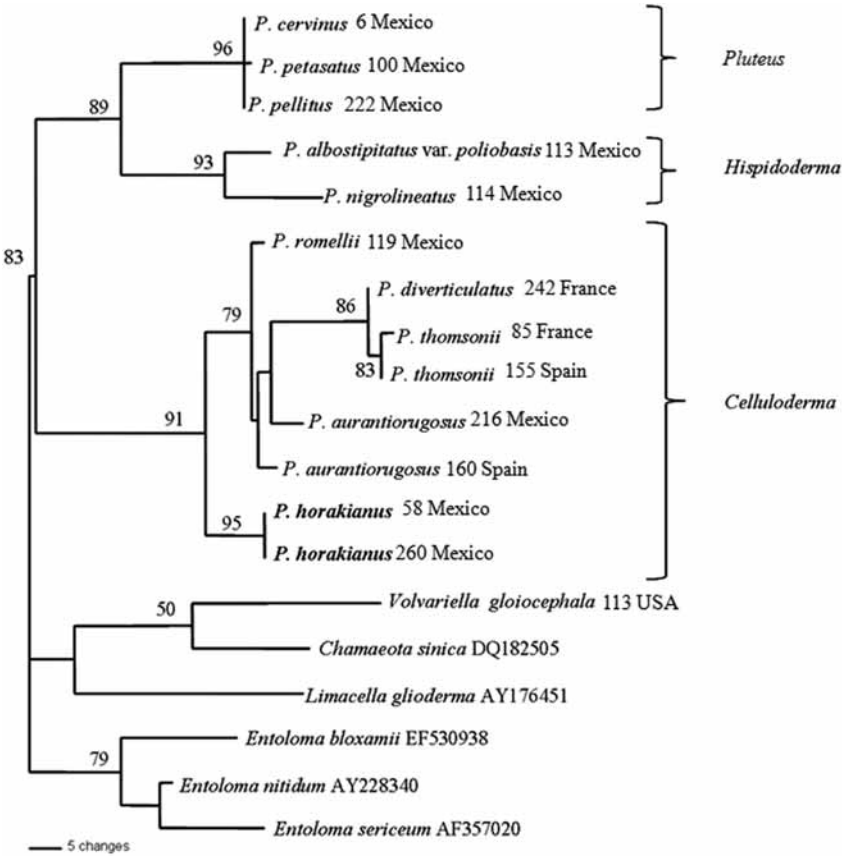 P. cervinus 6 Mexico
96
P. petasatus 100 Mexico
Pluteus
P. pellitus 222 Mexico
89
P. albostipitatus var. poliobasis 113 Mexico
93
Hispidoderma
P. nigrolineatus 114 Mexico
P. romellii 119 Mexico
83
P. diverticulatus 242 France
86
79
P. thomsonii 85 France
83
P. thomsonii 155 Spain
Celluloderma
91
P. aurantiorugosus 216 Mexico
P. aurantiorugosus 160 Spain
P. horakianus 58 Mexico
95
P. horakianus 260 Mexico
Volvariella gloiocephala 113 USA
50
Chamaeota sinica DQ182505
Limacella glioderma AY176451
Entoloma bloxamii EF530938
79
Entoloma nitidum AY228340
Entoloma sericeum AF357020
5 changes